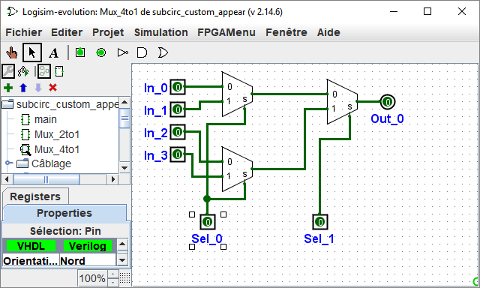 Logisim-evolution: Mux_4to1 de subcirc_custom_appear (v 2.14.6)
Fichier Editer Projet Simulation FPGAMenu Fenêtre Aide
A
subcirc_custom_appe
main
Mux_2to1
Mux_4to1
Câblage
Registers
Properties
Sélection: Pin
VHDL Verilog
Orientati... Nord
100%
In_0 0
In_1 0
In_2 0
In_3 0
0
1 s
0
1 s
0
1 s
0
Out_0
0
Sel_0
0
Sel_1